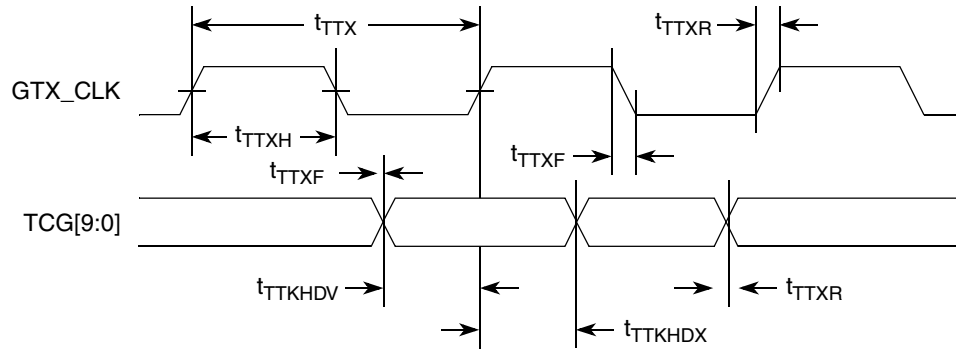 tTTX
tTTXR
GTX_CLK
tTTXH
tTTXF
tTTXF
TCG[9:0]
tTTKHDV
tTTXR
tTTKHDX